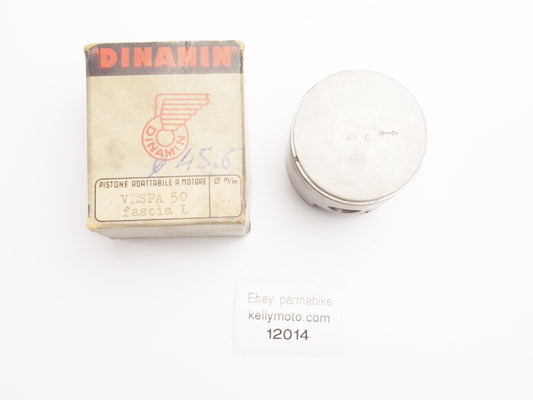 "DINAMIN"
DINAMIN
ø 45,6
PISTONE ADATTABILE A MOTORE ø m/m
VESPA 50
fascia L
45,6
Ebay: parmabike
kellymoto.com
12014